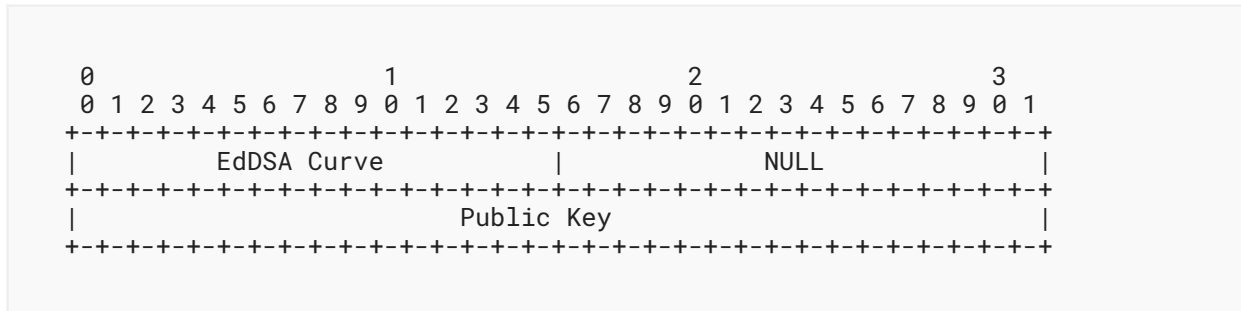 0                   1                   2                   3
 0 1 2 3 4 5 6 7 8 9 0 1 2 3 4 5 6 7 8 9 0 1 2 3 4 5 6 7 8 9 0 1
+-+-+-+-+-+-+-+-+-+-+-+-+-+-+-+-+-+-+-+-+-+-+-+-+-+-+-+-+-+-+-+-+
|         EdDSA Curve           |             NULL              |
+-+-+-+-+-+-+-+-+-+-+-+-+-+-+-+-+-+-+-+-+-+-+-+-+-+-+-+-+-+-+-+-+
|                         Public Key                            |
+-+-+-+-+-+-+-+-+-+-+-+-+-+-+-+-+-+-+-+-+-+-+-+-+-+-+-+-+-+-+-+-+